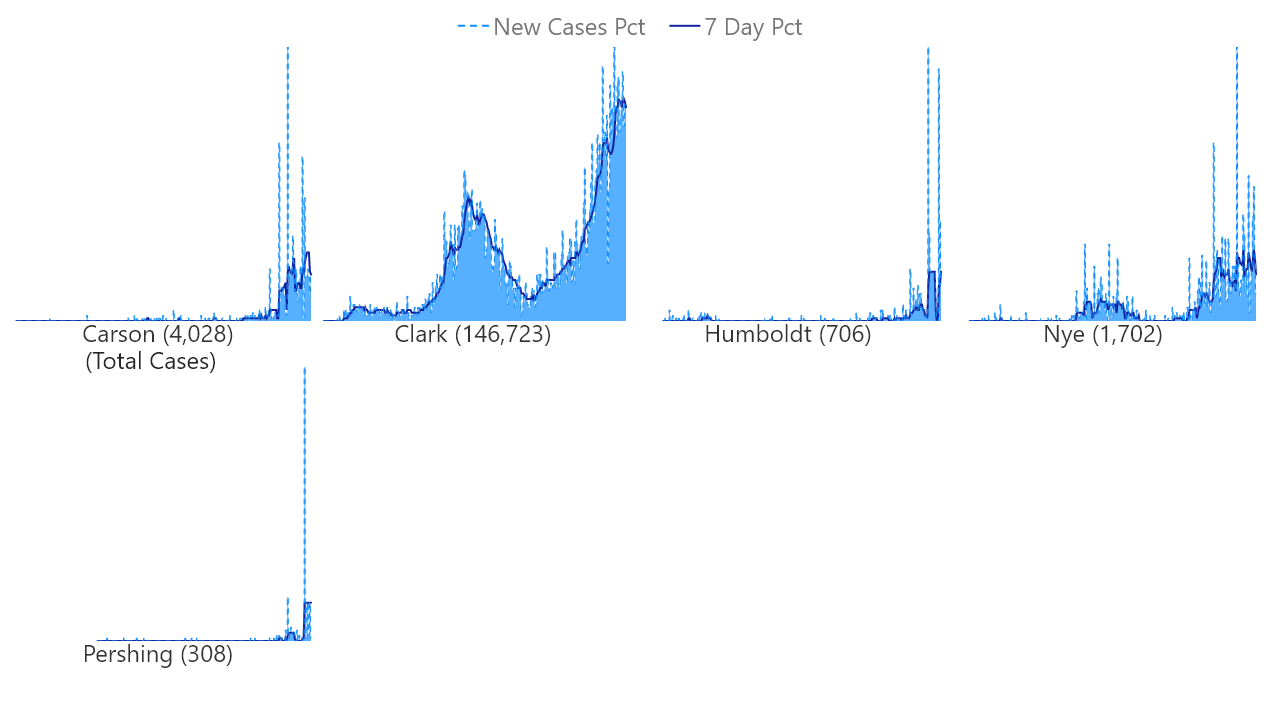 New Cases Pct 7 Day Pct
Carson (4,028) Clark (146,723) Humboldt (706) Nye (1,702)
(Total Cases)
Pershing (308)